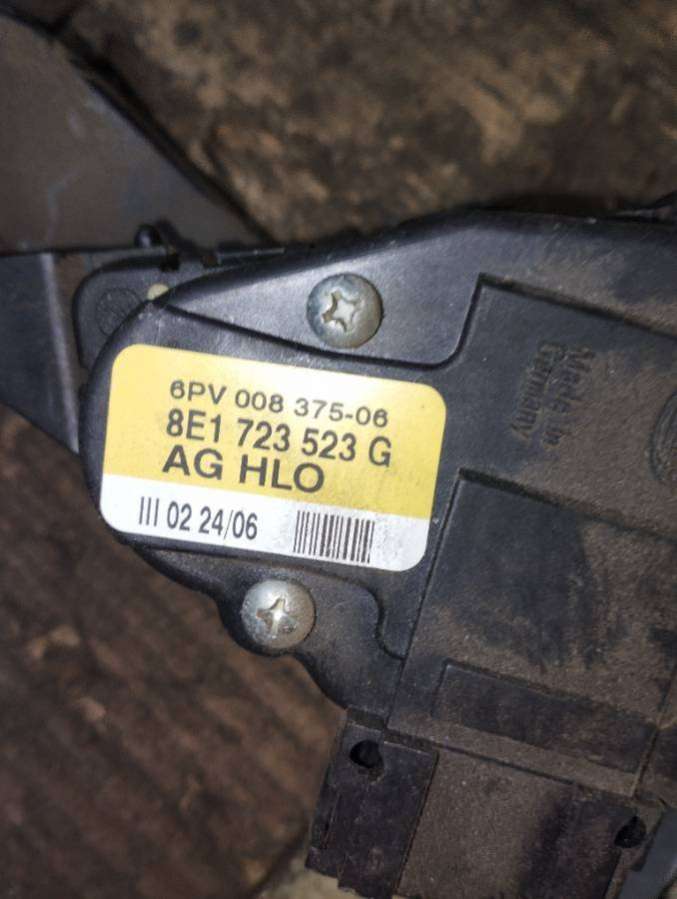 6PV 008 375-06
8E1 723 523 G
AG HLO
III 02 24/06
Made in
Germany